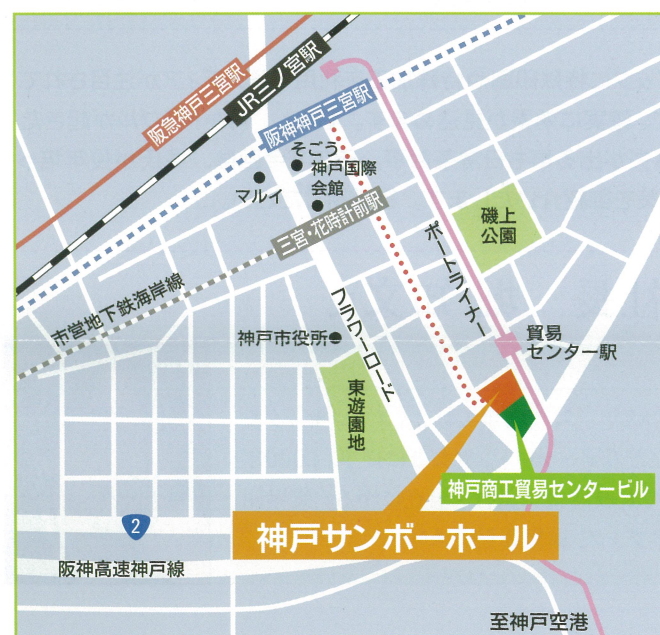 阪急神戸三宮駅
JR三ノ宮駅
阪神神戸三宮駅
そごう
神戸国際
会館
マルイ
三宮・花時計前駅
市営地下鉄海岸線
ポートライナー
磯上
公園
フラワーロード
神戸市役所
貿易
センター駅
東遊園地
神戸商工貿易センタービル
神戸サンボーホール
2
阪神高速神戸線
至神戸空港